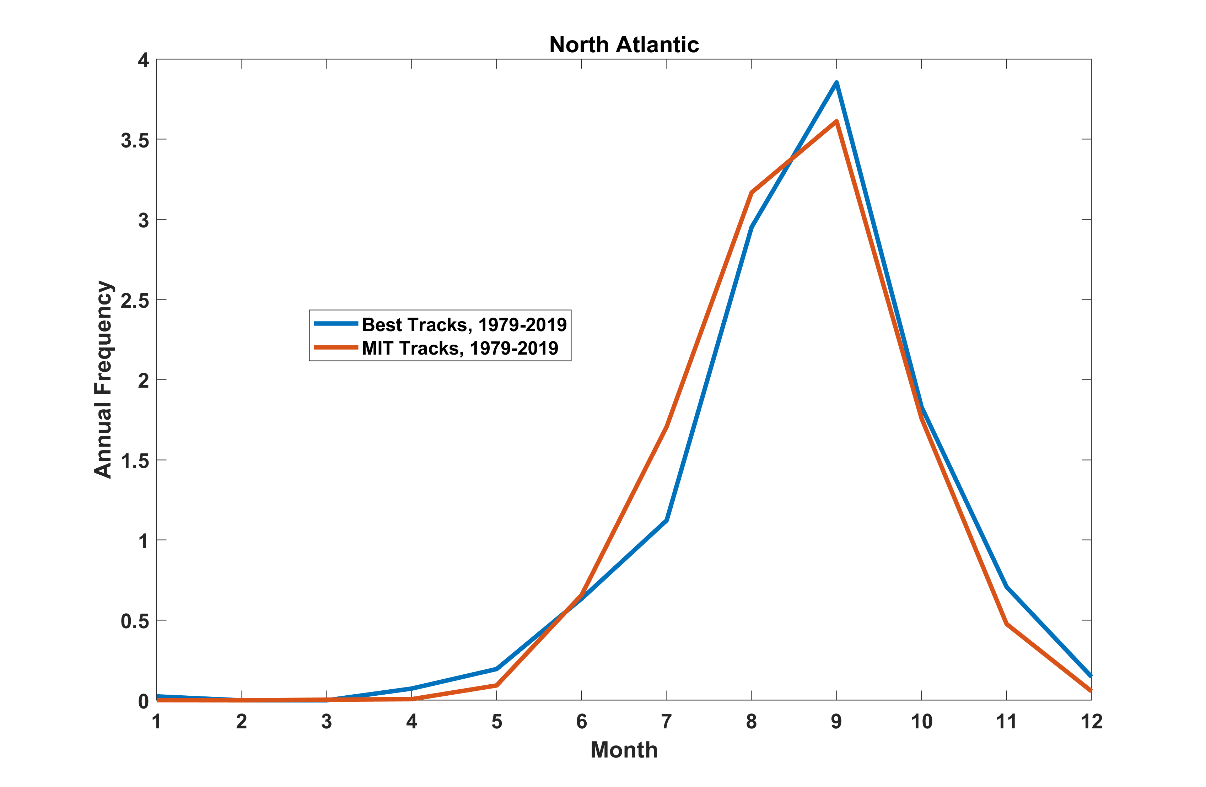 North Atlantic
4
3.5
3
2.5
2
1.5
1
0.5
0
Annual Frequency
Best Tracks, 1979-2019
MIT Tracks, 1979-2019
1 2 3 4 5 6 7 8 9 10 11 12
Month